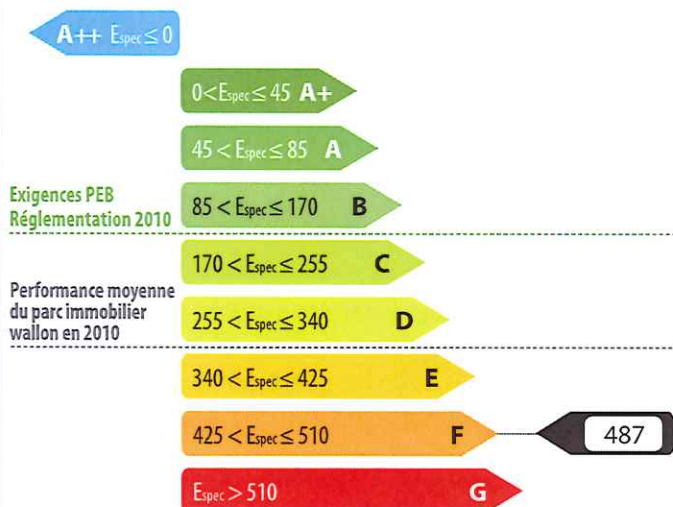 A++ Espec ≤ 0
0 < Espec ≤ 45 A+
45 < Espec ≤ 85 A
Exigences PEB
Réglementation 2010
85 < Espec ≤ 170 B
170 < Espec ≤ 255 C
Performance moyenne
du parc immobilier
wallon en 2010
255 < Espec ≤ 340 D
340 < Espec ≤ 425 E
425 < Espec ≤ 510 F
487
Espec > 510 G